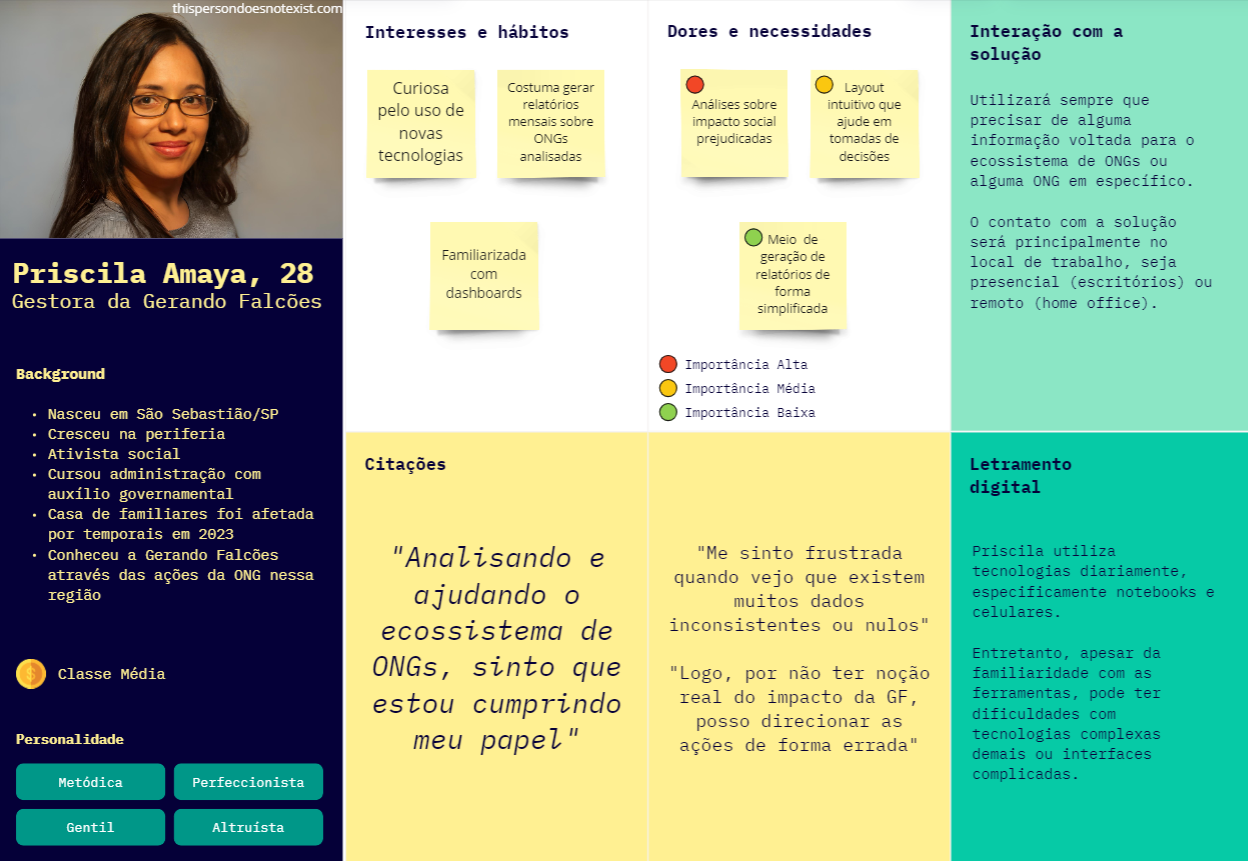 thispersondoesnotexist.com
Priscila Amaya, 28
Gestora da Gerando Falcões
Background
• Nasceu em São Sebastião/SP
• Cresceu na periferia
• Ativista social
• Cursou administração com
auxílio governamental
• Casa de familiares foi afetada
por temporais em 2023
• Conheceu a Gerando Falcões
através das ações da ONG nessa
região
$
Classe Média
Personalidade
Metódica
Perfeccionista
Gentil
Altruísta
Interesses e hábitos
Curiosa
pelo uso de
novas
tecnologias
Costuma gerar
relatórios
mensais sobre
ONGs
analisadas
Familiarizada
com
dashboards
Dores e necessidades
Análises sobre
impacto social
prejudicadas
Layout
intuitivo que
ajude em
tomadas de
decisões
Meio de
geração de
relatórios de
forma
simplificada
Importância Alta
Importância Média
Importância Baixa
Interação com a
solução
Utilizará sempre que
precisar de alguma
informação voltada para o
ecossistema de ONGs ou
alguma ONG em específico.
O contato com a solução
será principalmente no
local de trabalho, seja
presencial (escritórios) ou
remoto (home office).
Citações
"Analisando e
ajudando o
ecossistema de
ONGs, sinto que
estou cumprindo
meu papel"
"Me sinto frustrada
quando vejo que existem
muitos dados
inconsistentes ou nulos"
"Logo, por não ter noção
real do impacto da GF,
posso direcionar as
ações de forma errada"
Letramento
digital
Priscila utiliza
tecnologias diariamente,
especificamente notebooks e
celulares.
Entretanto, apesar da
familiaridade com as
ferramentas, pode ter
dificuldades com
tecnologias complexas
demais ou interfaces
complicadas.